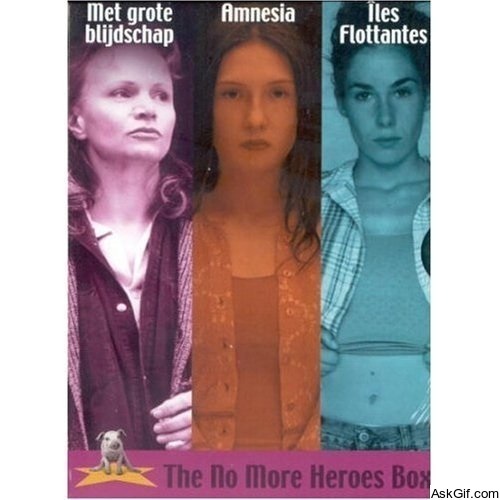 Met grote
blijdschap
Amnesia
Îles
Flottantes
The No More Heroes Box
AskGif.com